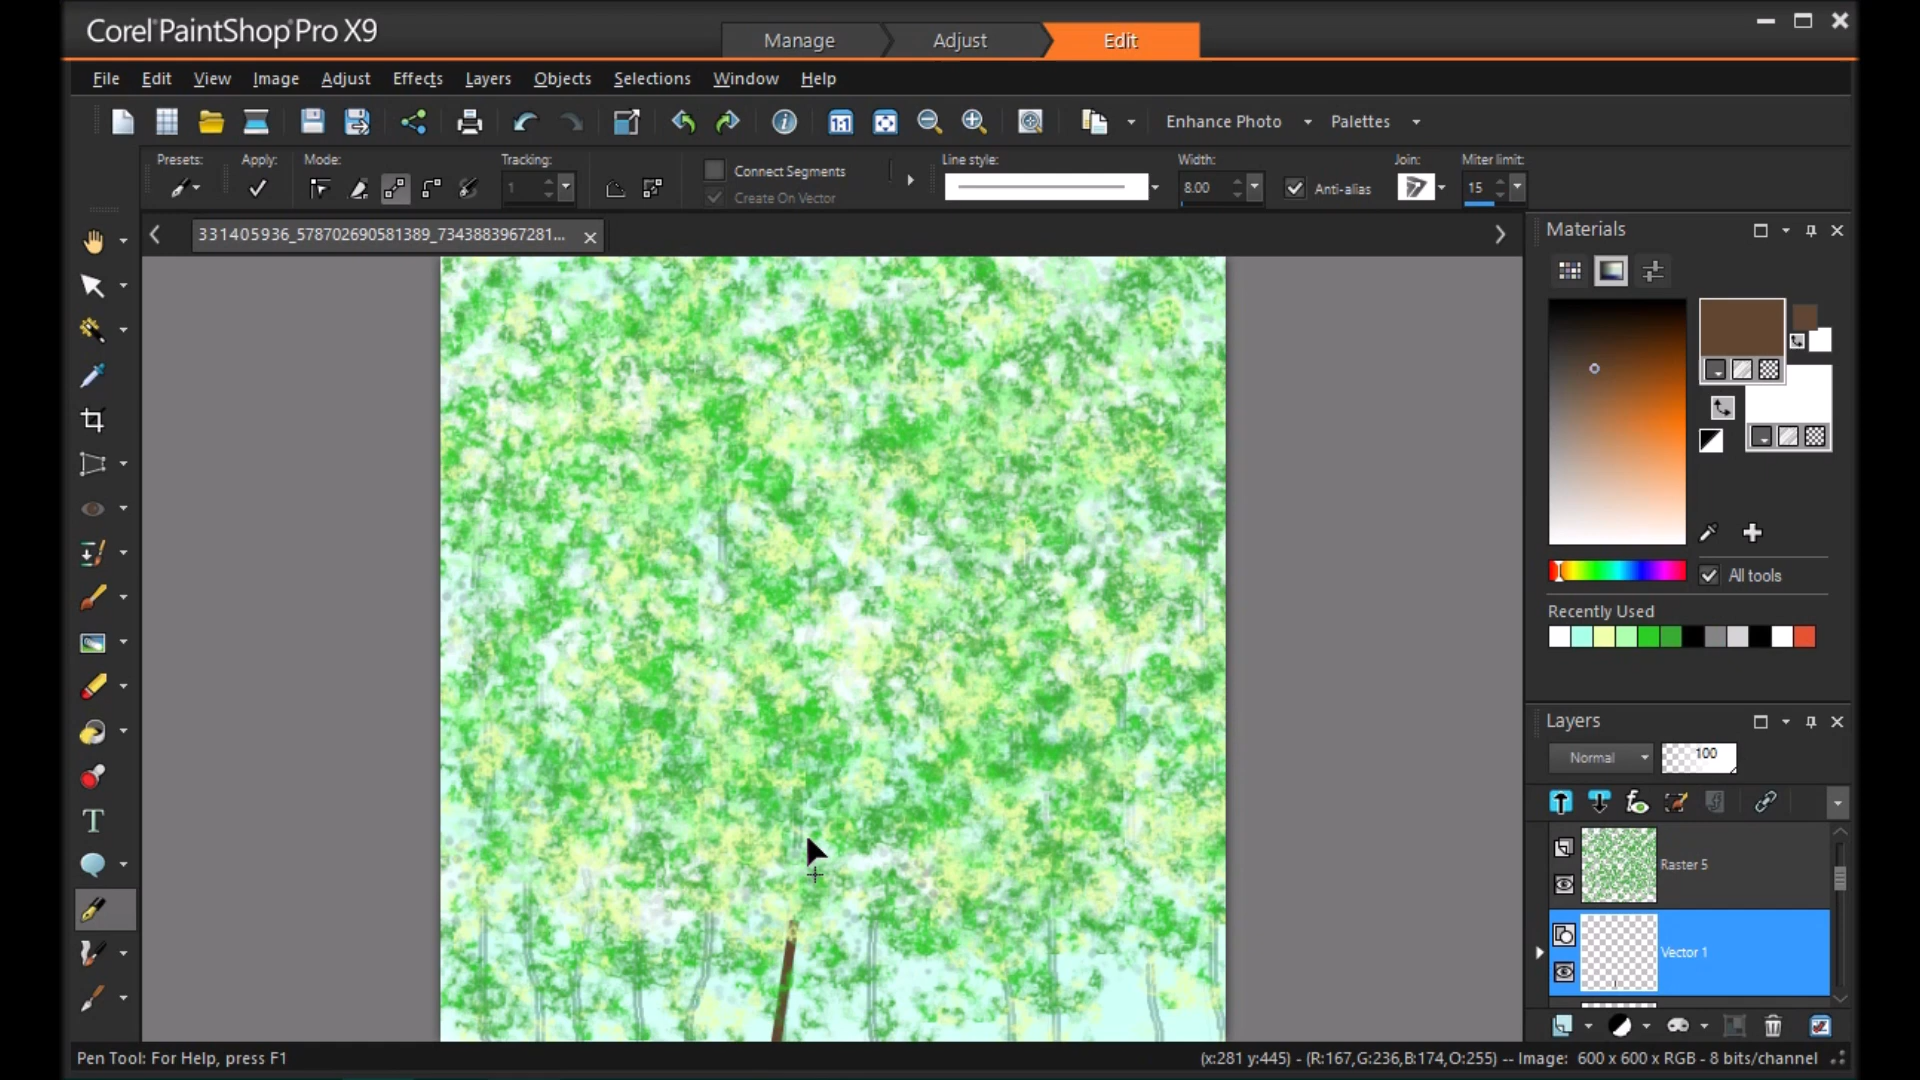 Corel PaintShop Pro X9
Manage Adjust Edit
File Edit View Image Adjust Effects Layers Objects Selections Window Help
1:1 Enhance Photo Palettes
Presets: Apply: Mode: Tracking: Line style: Width: Join: Miter limit:
1 Connect Segments 8.00 Anti-alias 15
Create On Vector
331405936_578702690581389_7343883967281...
Materials
All tools
Recently Used
Layers
Normal 100
Raster 5
Vector 1
Pen Tool: For Help, press F1
(x:281 y:445) - (R:167,G:236,B:174,O:255) -- Image: 600 x 600 x RGB - 8 bits/channel